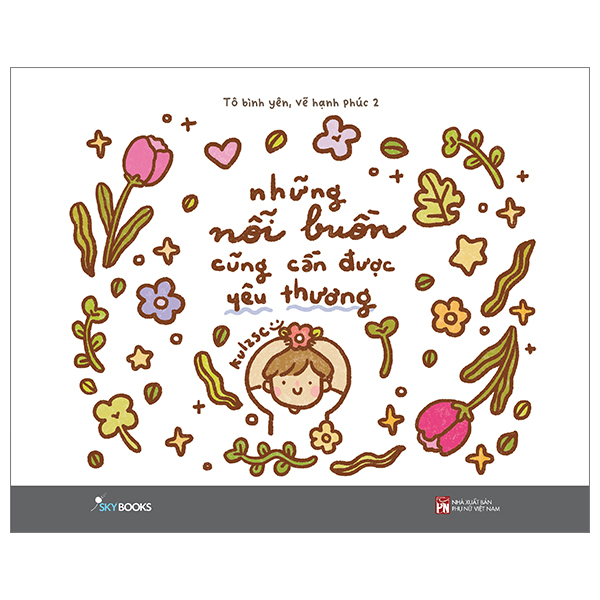 Tô bình yên, vẽ hạnh phúc 2
những
nỗi buồn
cũng cần được
yêu thương
kulzsc
SKYBOOKS
PN
NHÀ XUẤT BẢN
PHỤ NỮ VIỆT NAM